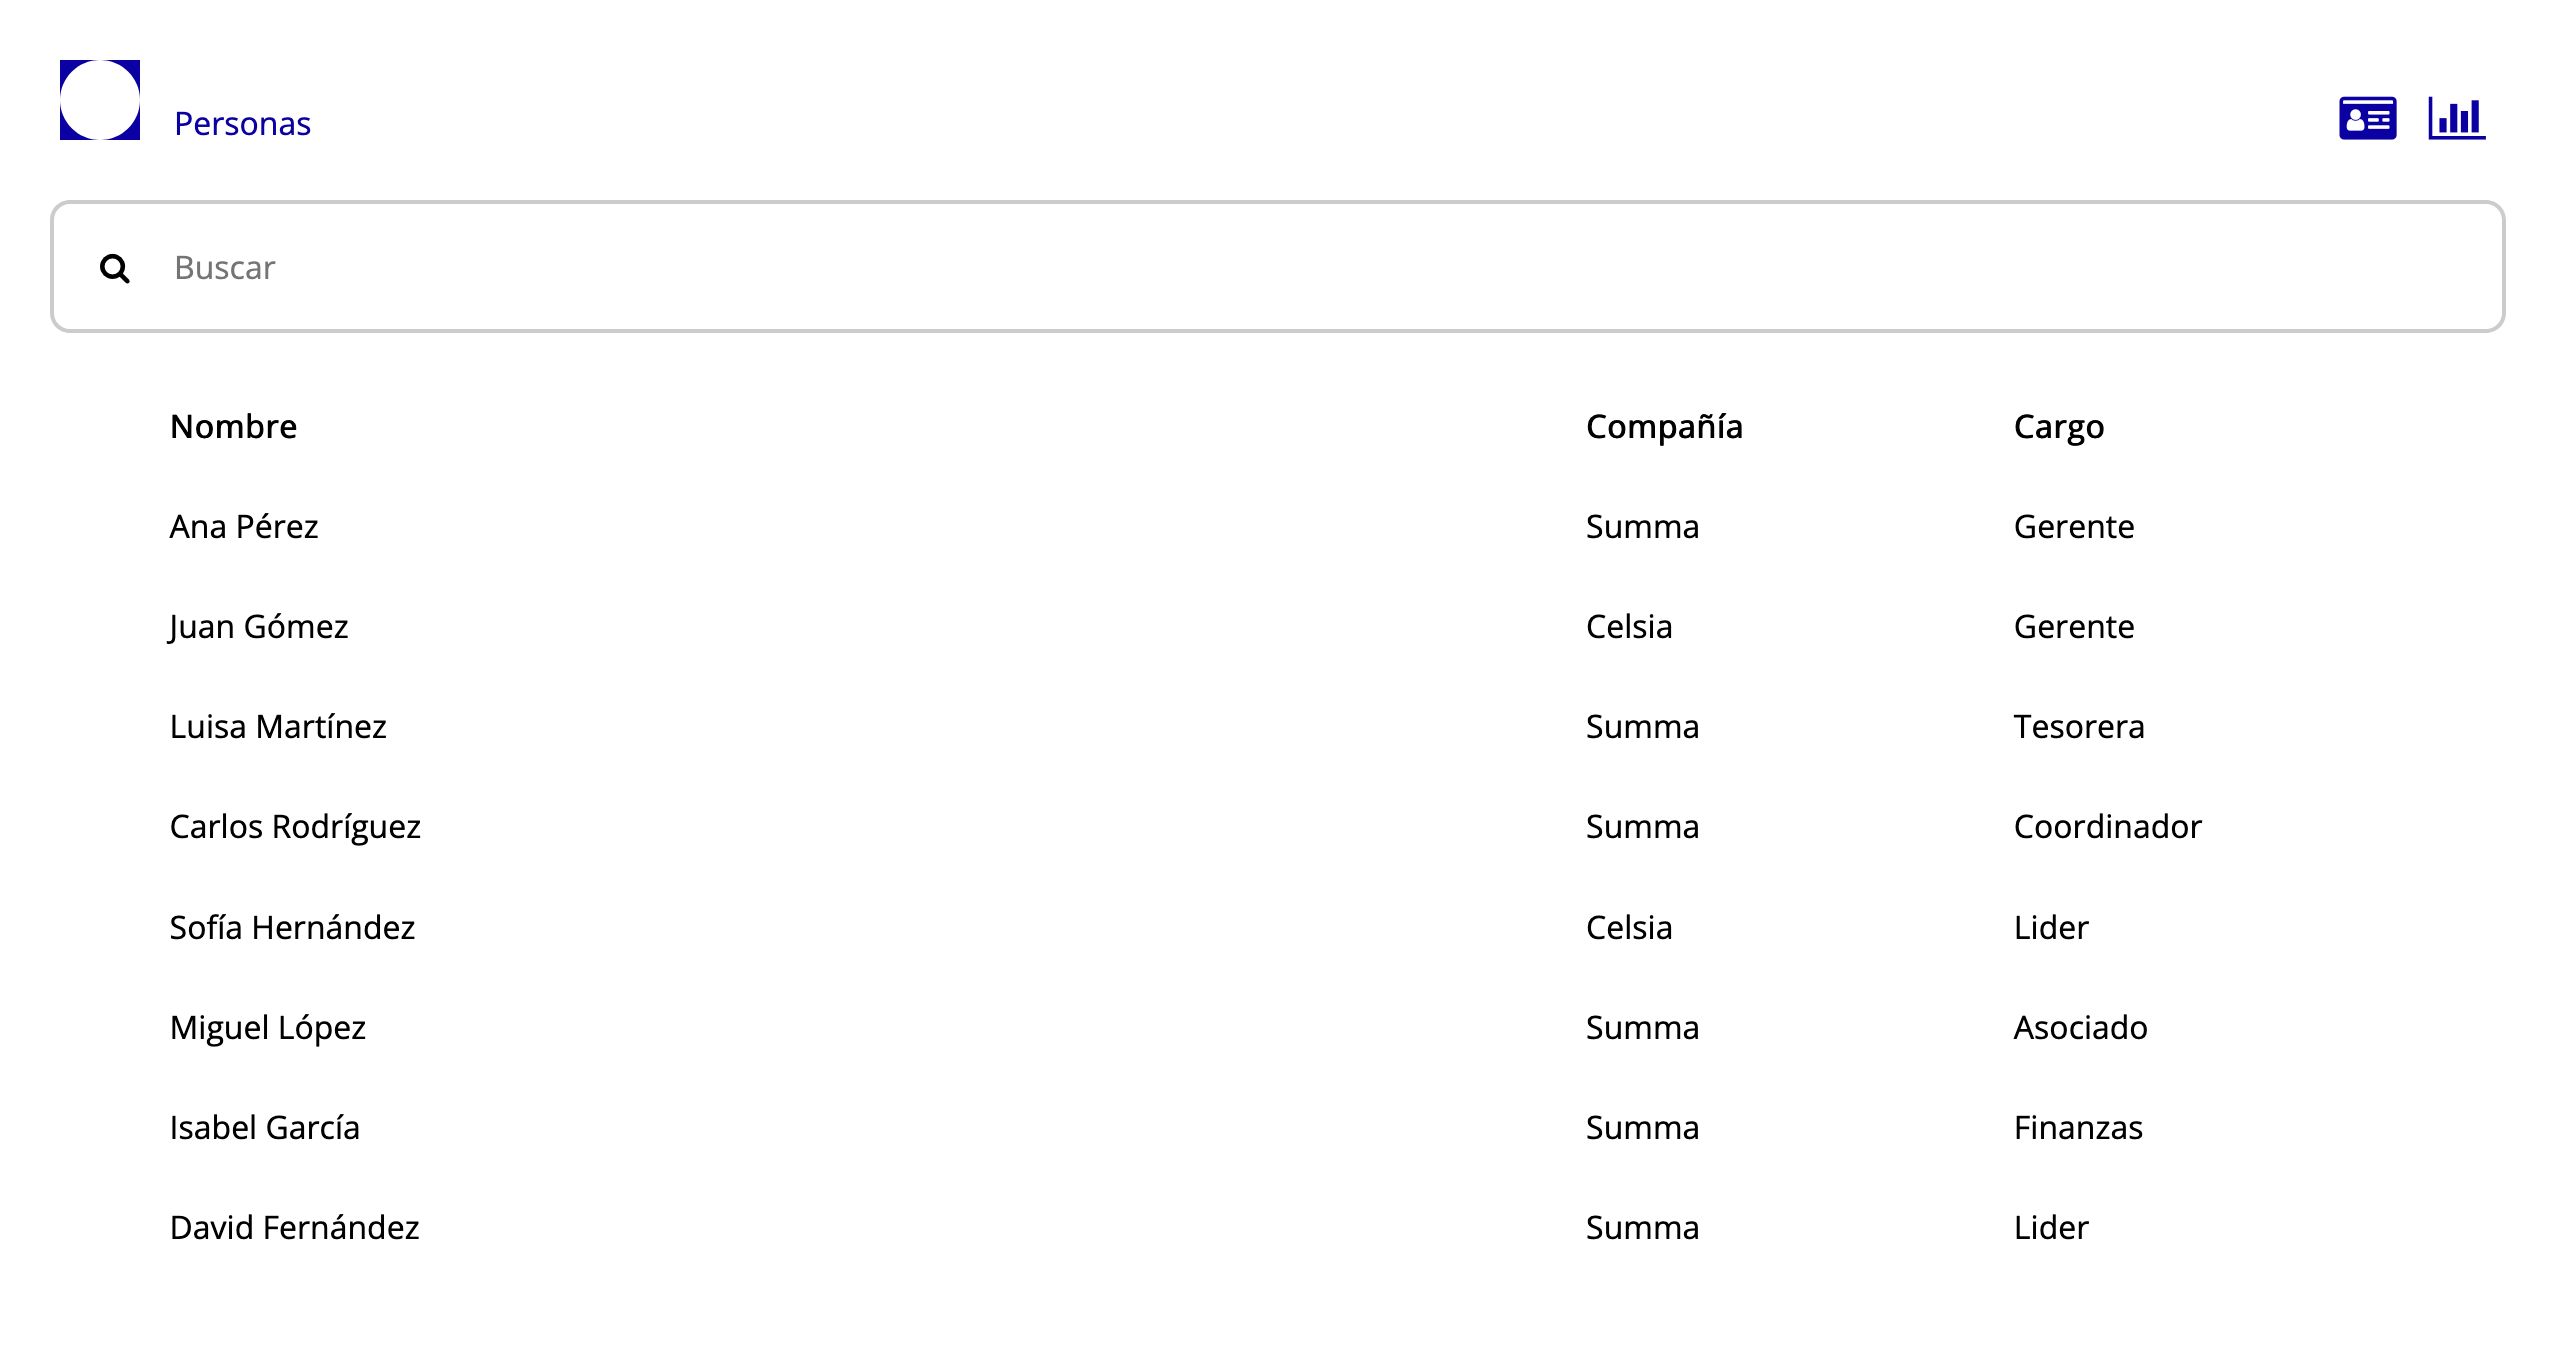 Personas
Buscar
Nombre Compañía Cargo
Ana Pérez Summa Gerente
Juan Gómez Celsia Gerente
Luisa Martínez Summa Tesorera
Carlos Rodríguez Summa Coordinador
Sofía Hernández Celsia Lider
Miguel López Summa Asociado
Isabel García Summa Finanzas
David Fernández Summa Lider